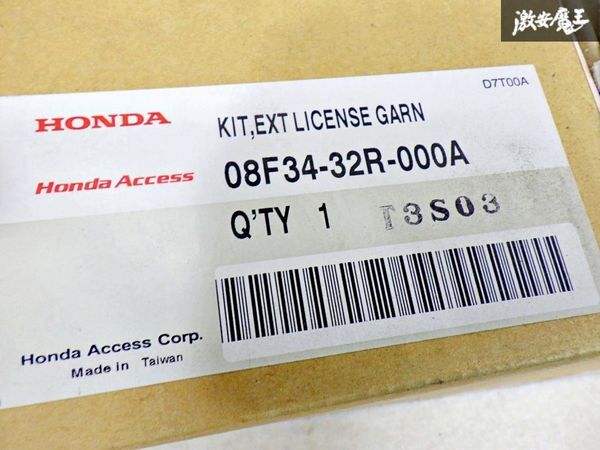 激安魔王
D7T00A
HONDA
KIT,EXT LICENSE GARN
Honda Access
08F34-32R-000A
Q'TY 1 T3S03
Honda Access Corp.
Made in Taiwan